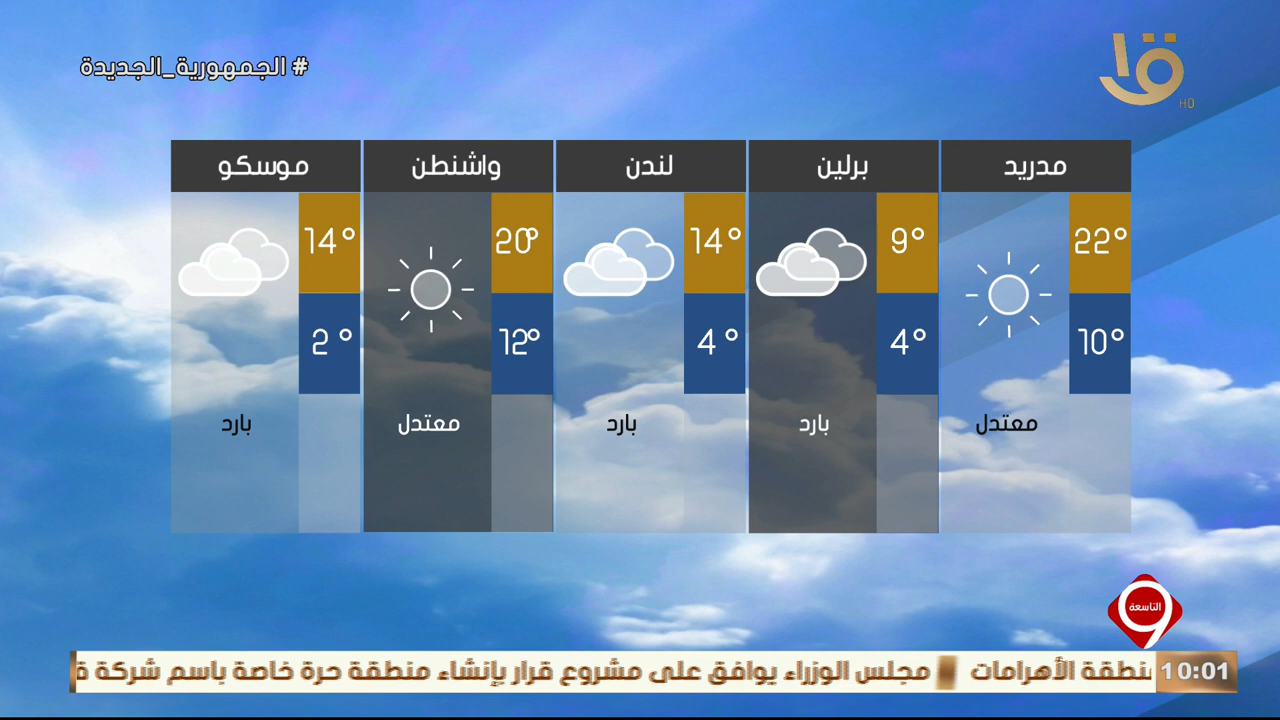 #الجمهورية_الجديدة
HD
مدريد
22°
10°
معتدل
برلين
9°
4°
بارد
لندن
14°
4°
بارد
واشنطن
20°
12°
معتدل
موسكو
14°
2°
بارد
التاسعة
9
10:01
الأهرامات مجلس الوزراء يوافق على مشروع قرار بإنشاء منطقة حرة خاصة باسم شركة